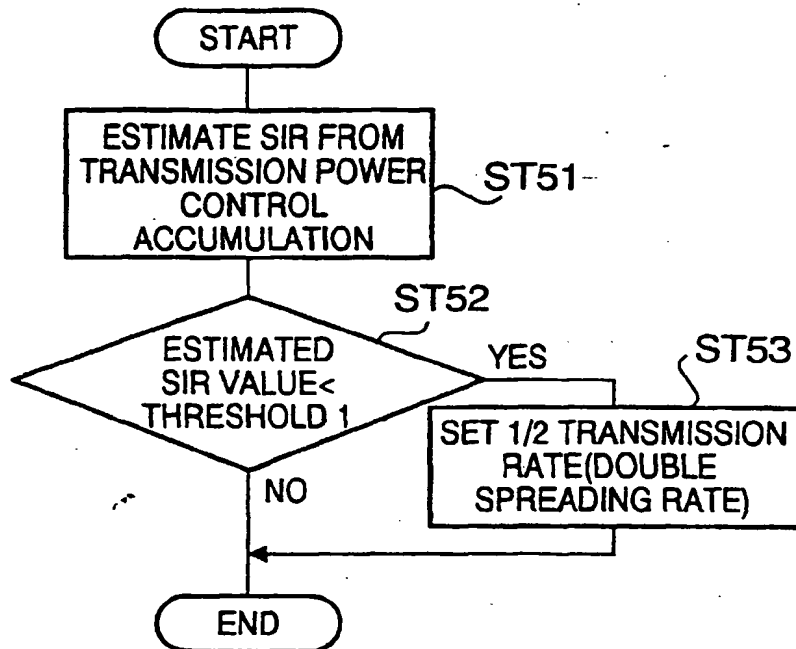 START
ESTIMATE SIR FROM
TRANSMISSION POWER
CONTROL
ACCUMULATION
ST51
ST52
ESTIMATED
SIR VALUE<
THRESHOLD 1
YES
ST53
SET 1/2 TRANSMISSION
RATE(DOUBLE
SPREADING RATE)
NO
END